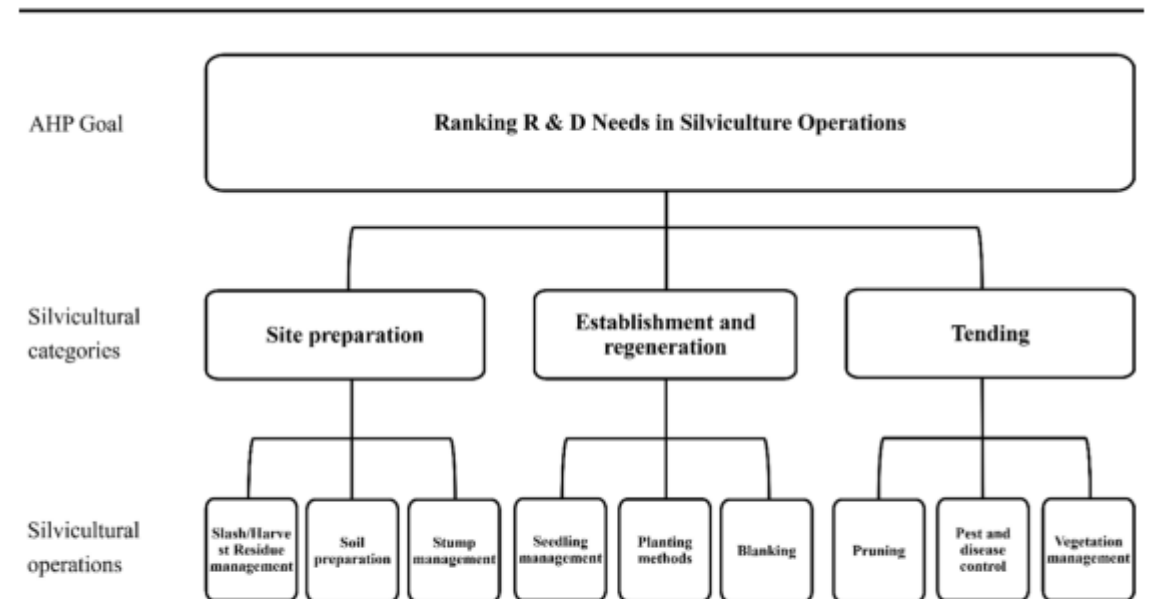 AHP Goal
Ranking R & D Needs in Silviculture Operations
Silvicultural
categories
Site preparation
Establishment and
regeneration
Tending
Silvicultural
operations
Slash/Harve
st Residue
management
Soil
preparation
Stump
management
Seedling
management
Planting
methods
Blanking
Pruning
Pest and
disease
control
Vegetation
management